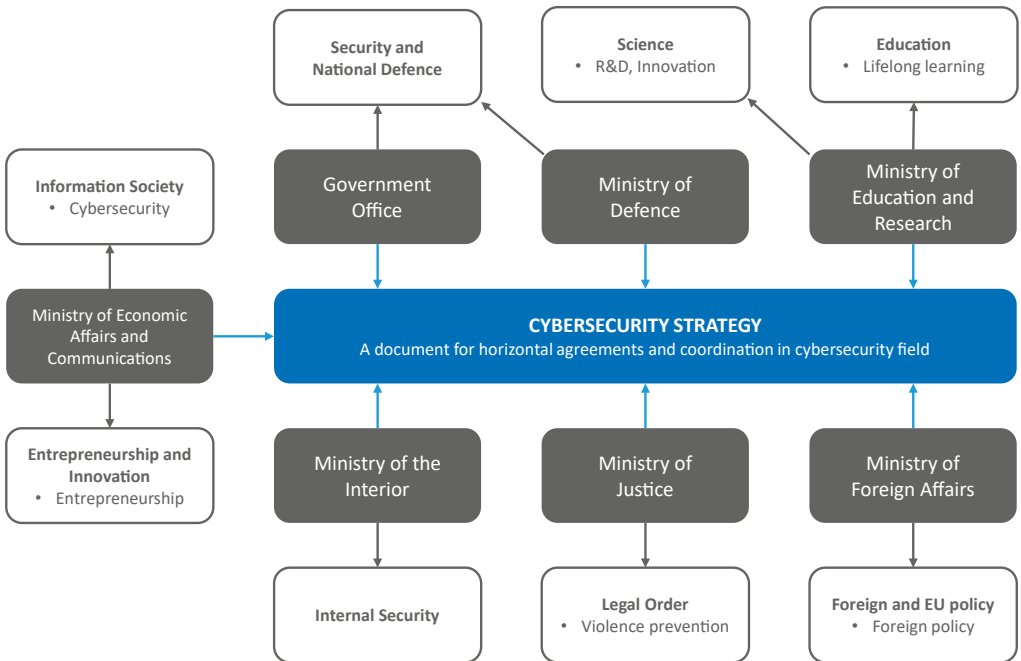 Security and
National Defence
Science
• R&D, Innovation
Education
• Lifelong learning
Information Society
• Cybersecurity
Government
Office
Ministry of
Defence
Ministry of
Education and
Research
Ministry of Economic
Affairs and
Communications
CYBERSECURITY STRATEGY
A document for horizontal agreements and coordination in cybersecurity field
Entrepreneurship and
Innovation
• Entrepreneurship
Ministry of the
Interior
Ministry of
Justice
Ministry of
Foreign Affairs
Internal Security
Legal Order
• Violence prevention
Foreign and EU policy
• Foreign policy